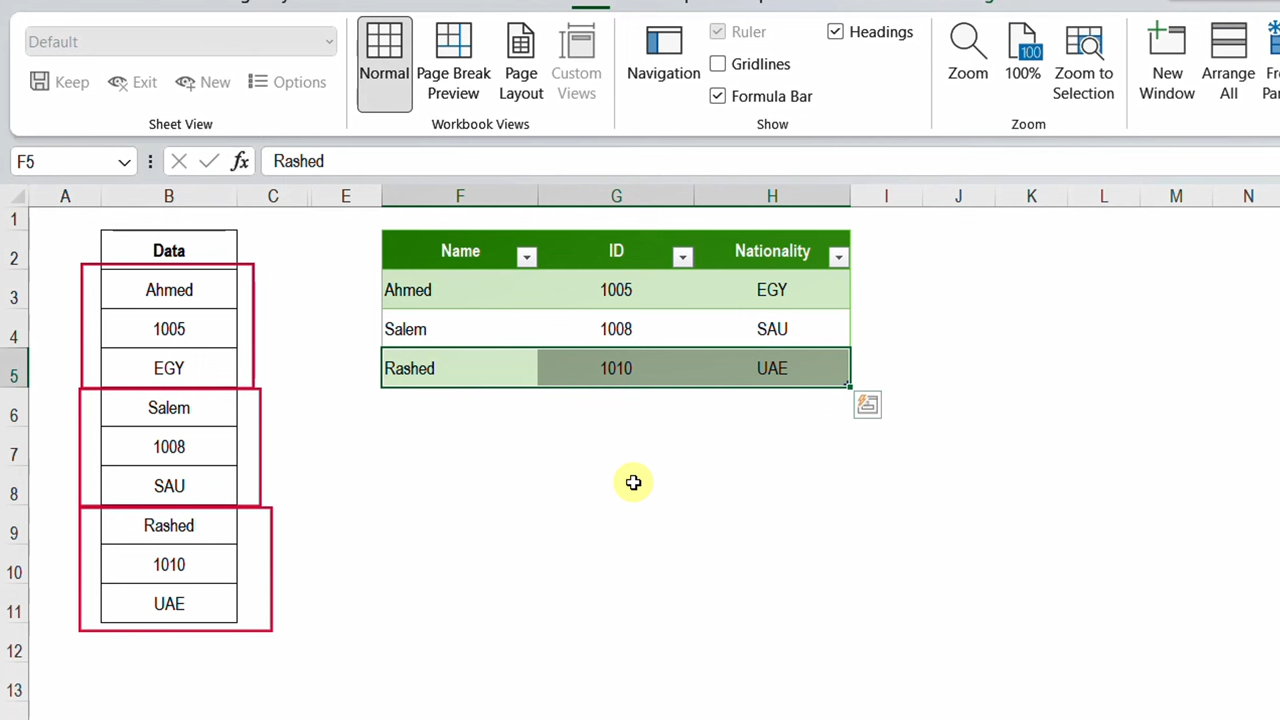 Default
Keep Exit New Options
Sheet View
Normal
Page Break Preview
Page Layout
Custom Views
Workbook Views
Navigation
Ruler
Gridlines
Formula Bar
Headings
Show
Zoom
100
100%
Zoom to Selection
Zoom
New Window
Arrange All
F5
fx
Rashed
A B C E F G H I J K L M N
1
2 Data Name ID Nationality
3 Ahmed Ahmed 1005 EGY
4 1005 Salem 1008 SAU
5 EGY Rashed 1010 UAE
6 Salem
7 1008
8 SAU
9 Rashed
10 1010
11 UAE
12
13